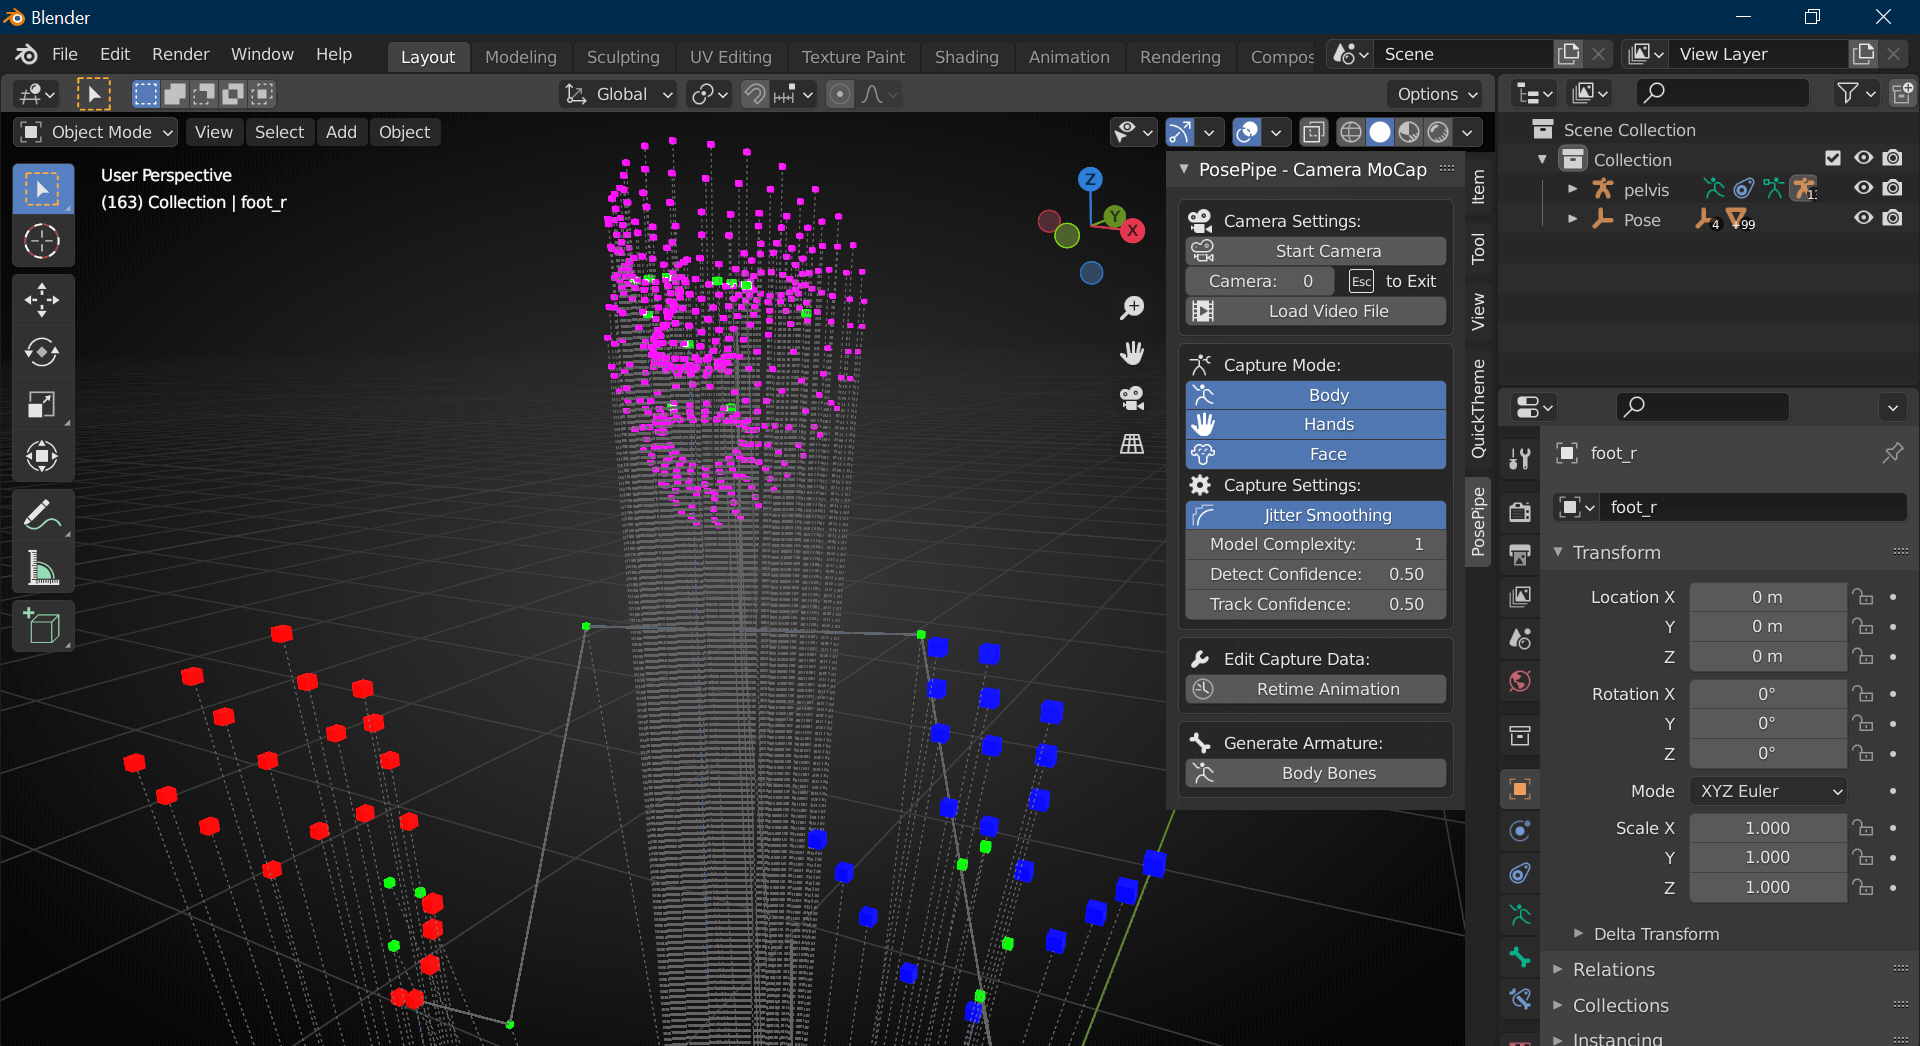 Blender
File Edit Render Window Help
Layout Modeling Sculpting UV Editing Texture Paint Shading Animation Rendering Compos
Scene
View Layer
Global
Options
Object Mode View Select Add Object
User Perspective
(163) Collection | foot_r
Z
Y
X
PosePipe - Camera MoCap
Camera Settings:
Start Camera
Camera: 0 Esc to Exit
Load Video File
Capture Mode:
Body
Hands
Face
Capture Settings:
Jitter Smoothing
Model Complexity: 1
Detect Confidence: 0.50
Track Confidence: 0.50
Edit Capture Data:
Retime Animation
Generate Armature:
Body Bones
Item
Tool
View
QuickTheme
PosePipe
Scene Collection
Collection
pelvis 1
Pose 4 +99
foot_r
foot_r
Transform
Location X 0 m
Y 0 m
Z 0 m
Rotation X 0°
Y 0°
Z 0°
Mode XYZ Euler
Scale X 1.000
Y 1.000
Z 1.000
Delta Transform
Relations
Collections
Instancing